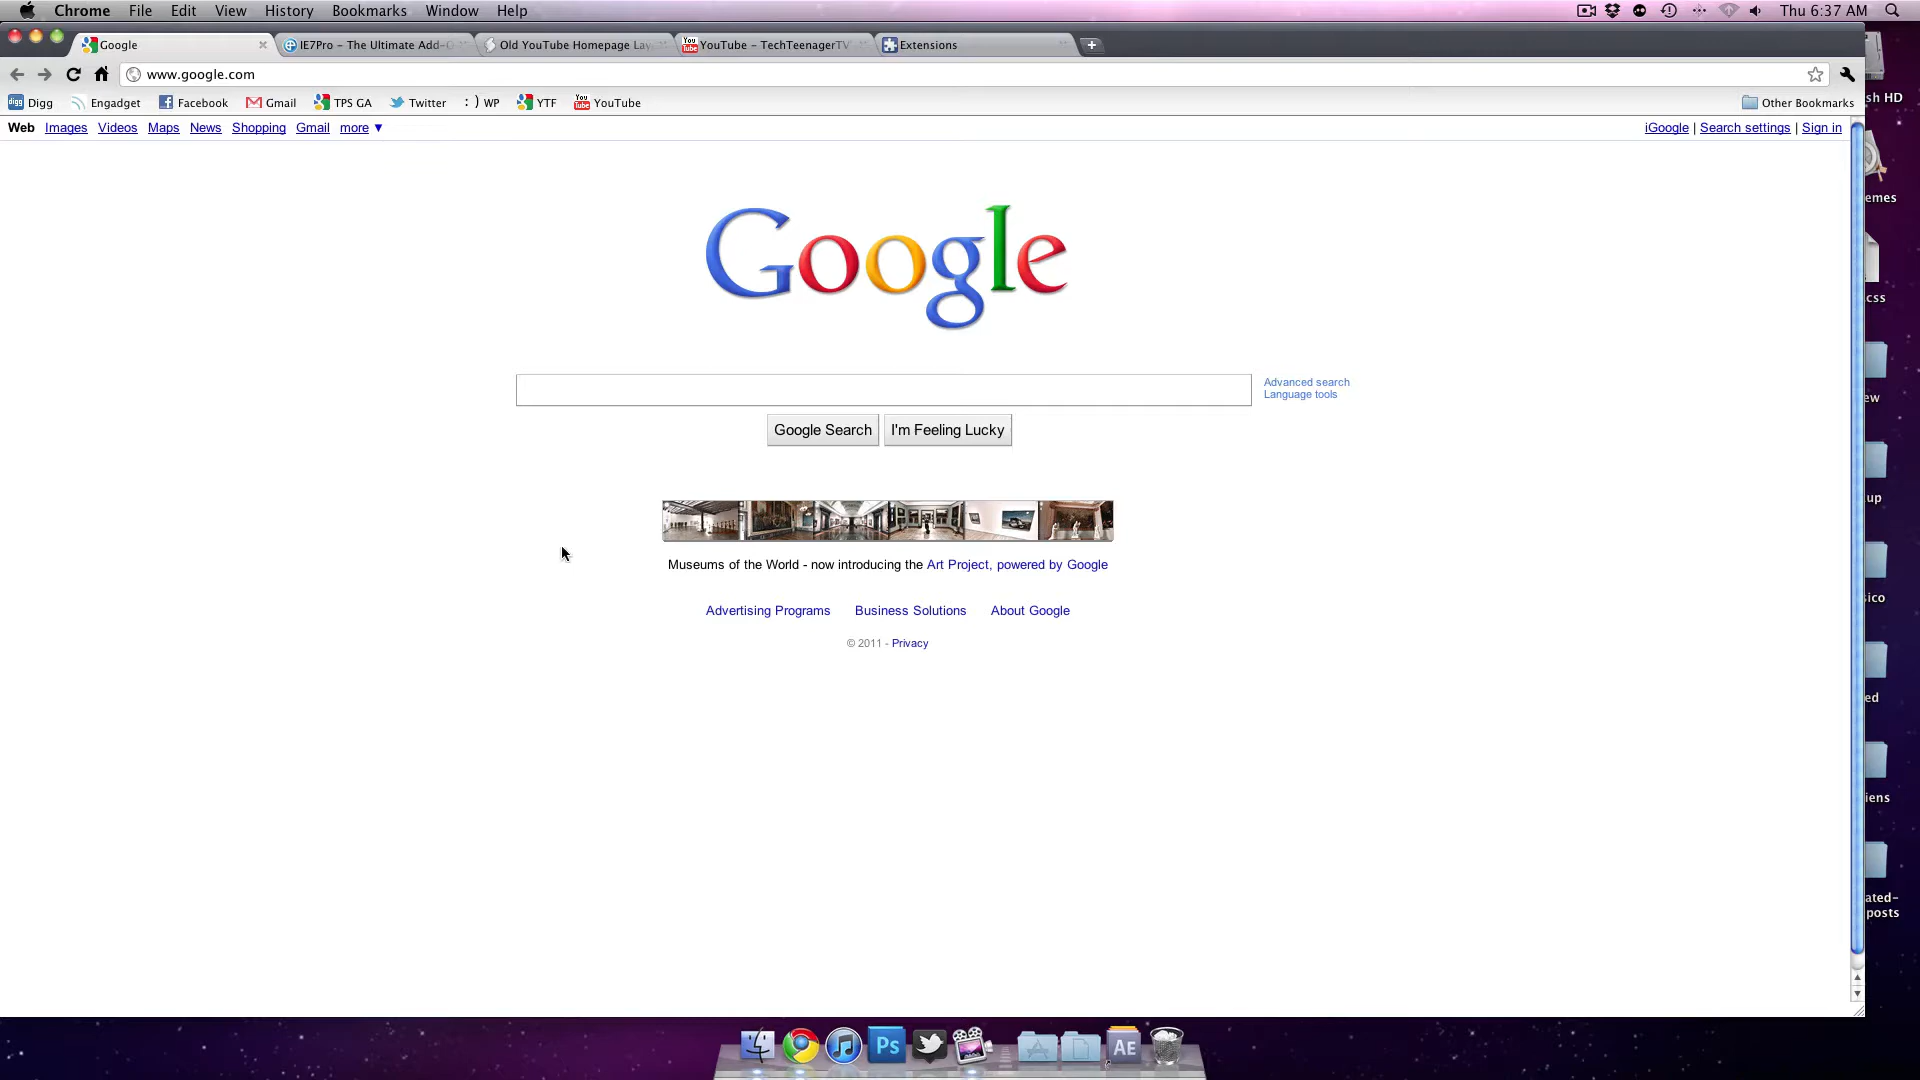 Chrome File Edit View History Bookmarks Window Help Thu 6:37 AM
Google IE7Pro – The Ultimate Add-O Old YouTube Homepage Lay YouTube – TechTeenagerTV Extensions
www.google.com
Digg Engadget Facebook Gmail TPS GA Twitter : ) WP YTF YouTube Other Bookmarks
Web Images Videos Maps News Shopping Gmail more ▼ iGoogle | Search settings | Sign in
Google
Advanced search
Language tools
Google Search I'm Feeling Lucky
Museums of the World - now introducing the Art Project, powered by Google
Advertising Programs Business Solutions About Google
© 2011 - Privacy
sh HD
emes
css
ew
up
sico
ed
iens
ated-
posts
Ps AE